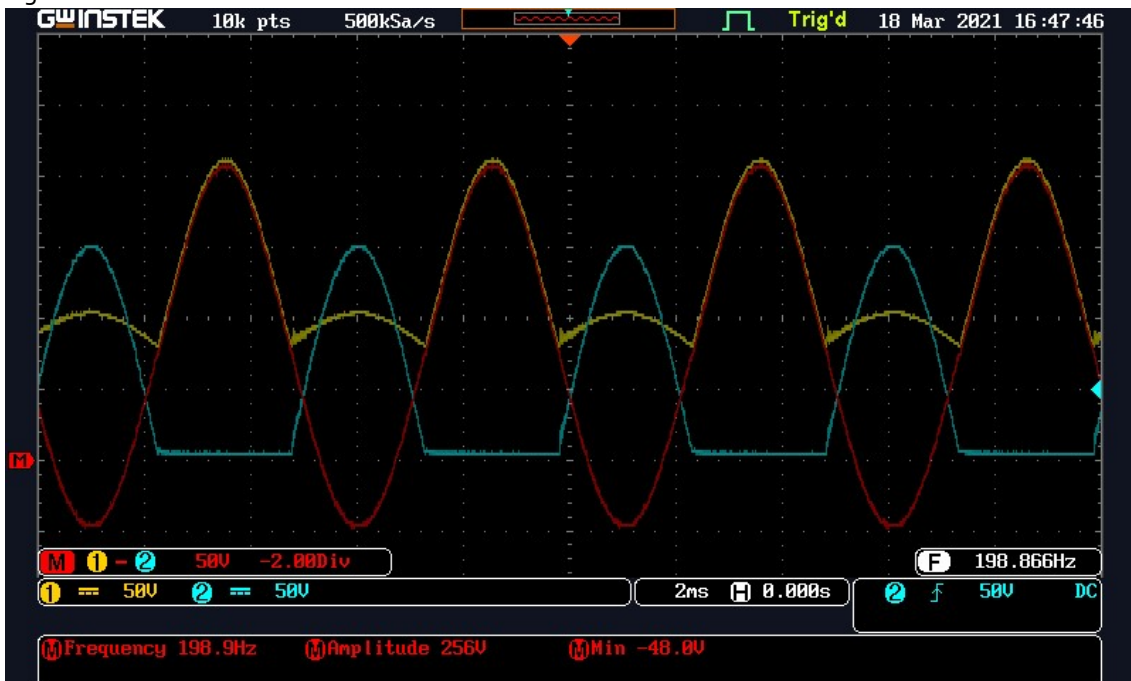 GWINSTEK 10k pts 500kSa/s Trig'd 18 Mar 2021 16:47:46
M
M 1 - 2 50V -2.00Div F 198.866Hz
1 50V 2 50V 2ms H 0.000s 2 50V DC
M Frequency 198.9Hz M Amplitude 256V M Min -48.0V